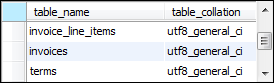 table_name table_collation
invoice_line_items utf8_general_ci
invoices utf8_general_ci
terms utf8_general_ci